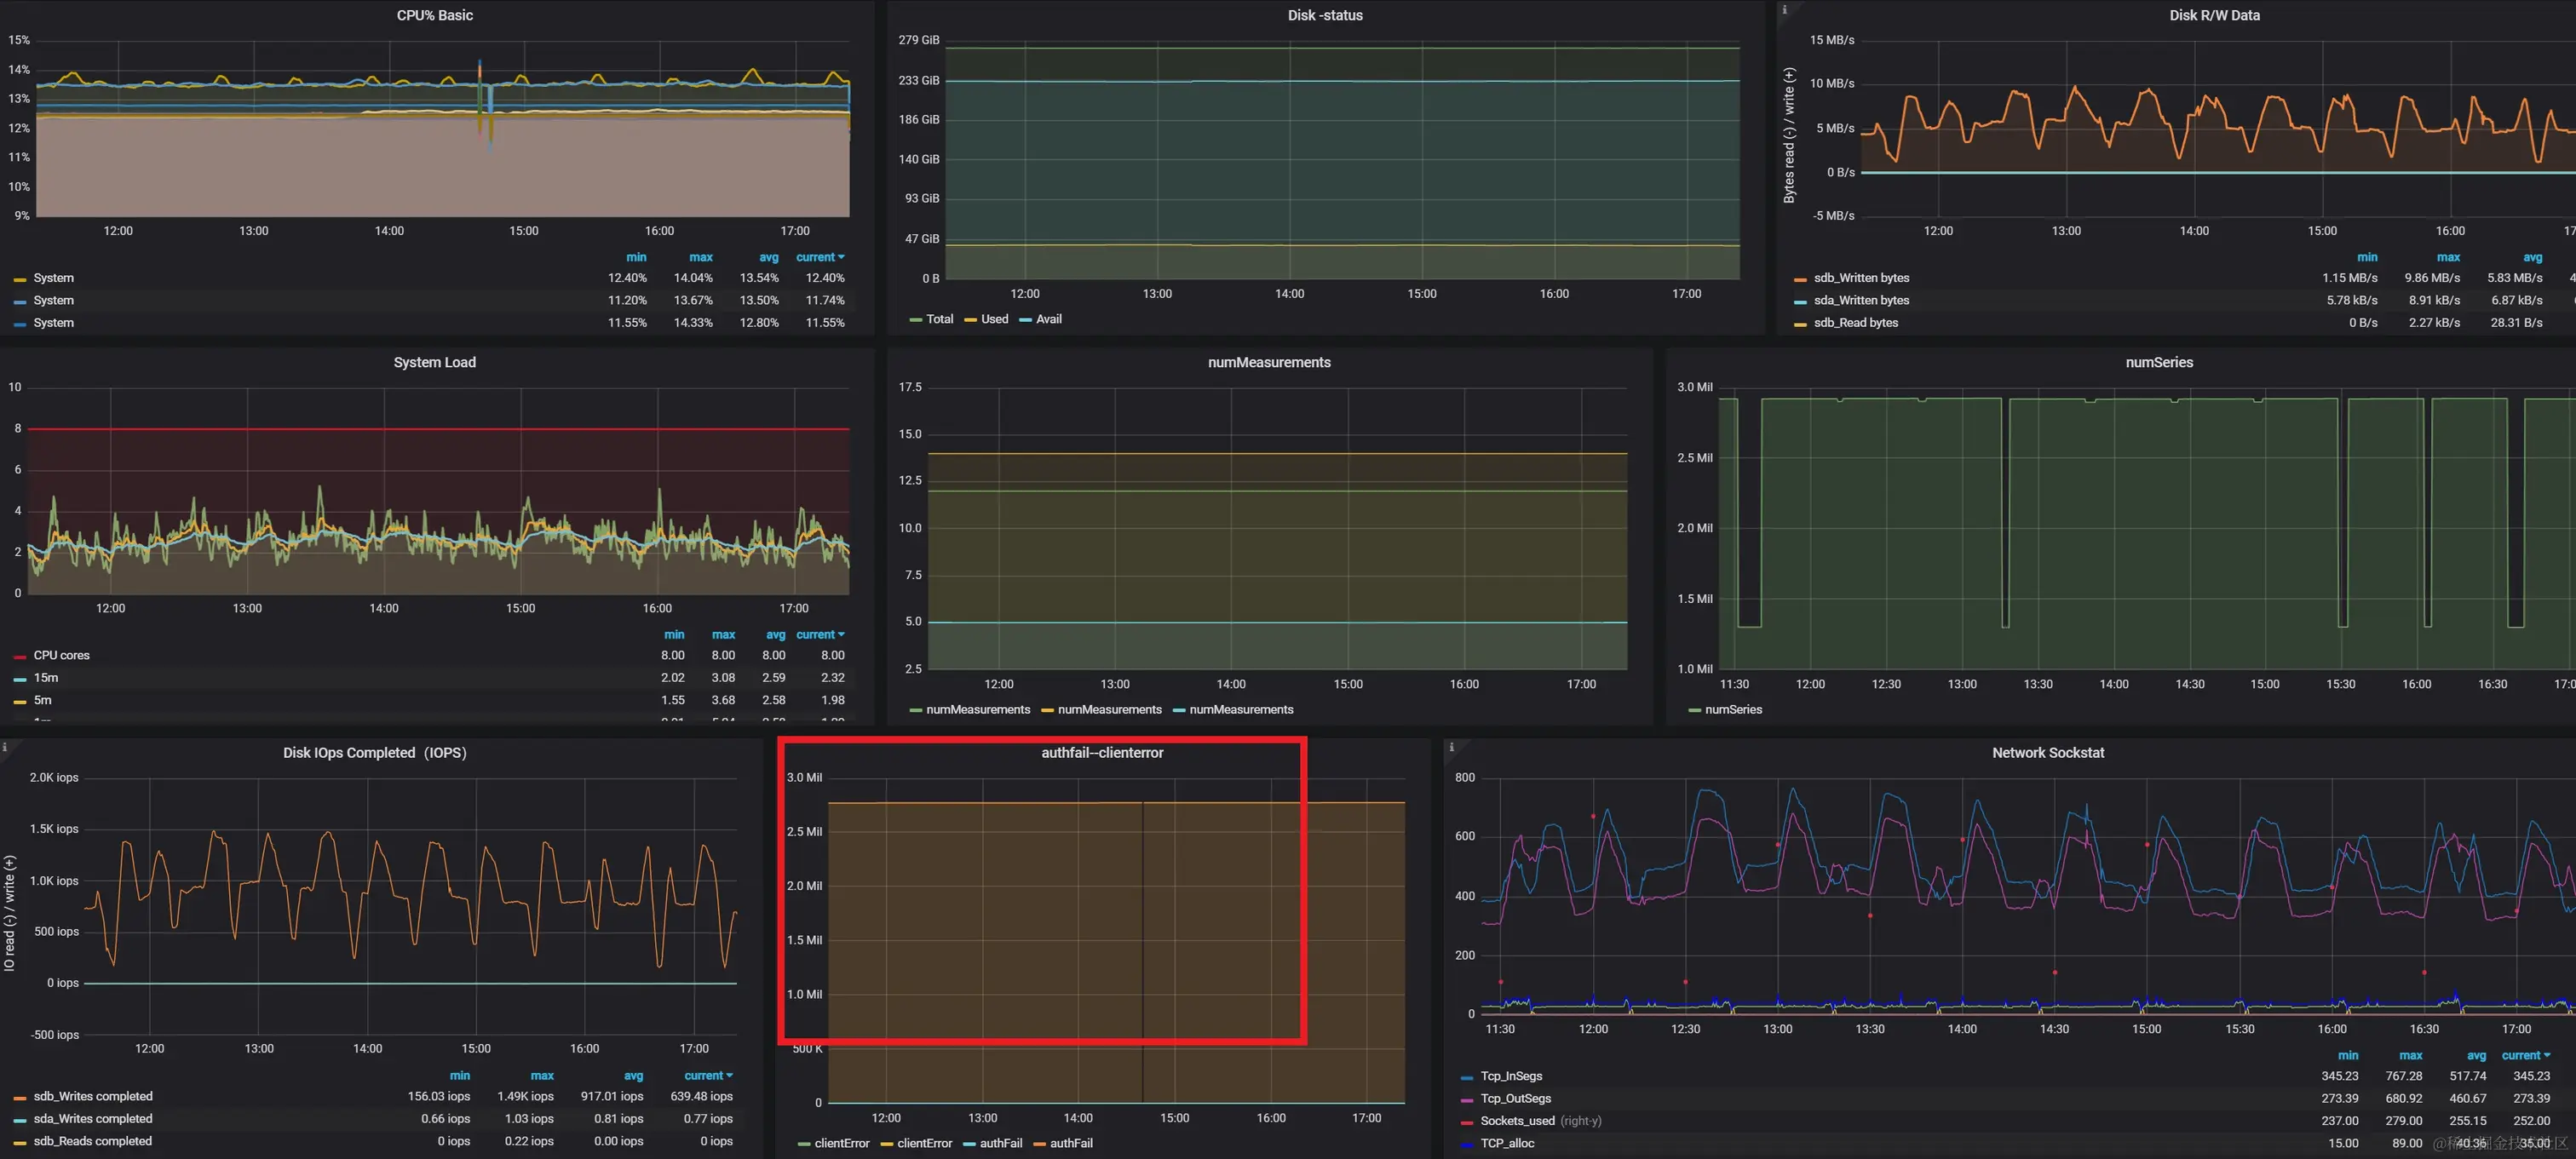 CPU% Basic
15%
14%
13%
12%
11%
10%
9%
12:00 13:00 14:00 15:00 16:00 17:00
min max avg current
System 12.40% 14.04% 13.54% 12.40%
System 11.20% 13.67% 13.50% 11.74%
System 11.55% 14.33% 12.80% 11.55%
Disk -status
279 GiB
233 GiB
186 GiB
140 GiB
93 GiB
47 GiB
0 B
12:00 13:00 14:00 15:00 16:00 17:00
Total Used Avail
Disk R/W Data
Bytes read (-) / write (+)
15 MB/s
10 MB/s
5 MB/s
0 B/s
-5 MB/s
12:00 13:00 14:00 15:00 16:00
min max avg
sdb_Written bytes 1.15 MB/s 9.86 MB/s 5.83 MB/s
sda_Written bytes 5.78 kB/s 8.91 kB/s 6.87 kB/s
sdb_Read bytes 0 B/s 2.27 kB/s 28.31 B/s
System Load
10
8
6
4
2
0
12:00 13:00 14:00 15:00 16:00 17:00
min max avg current
CPU cores 8.00 8.00 8.00 8.00
15m 2.02 3.08 2.59 2.32
5m 1.55 3.68 2.58 1.98
numMeasurements
17.5
15.0
12.5
10.0
7.5
5.0
2.5
12:00 13:00 14:00 15:00 16:00 17:00
numMeasurements numMeasurements numMeasurements
numSeries
3.0 Mil
2.5 Mil
2.0 Mil
1.5 Mil
1.0 Mil
11:30 12:00 12:30 13:00 13:30 14:00 14:30 15:00 15:30 16:00 16:30 17:0
numSeries
Disk IOps Completed（IOPS）
IO read (-) / write (+)
2.0K iops
1.5K iops
1.0K iops
500 iops
0 iops
-500 iops
12:00 13:00 14:00 15:00 16:00 17:00
min max avg current
sdb_Writes completed 156.03 iops 1.49K iops 917.01 iops 639.48 iops
sda_Writes completed 0.66 iops 1.03 iops 0.81 iops 0.77 iops
sdb_Reads completed 0 iops 0.22 iops 0.00 iops 0 iops
authfail--clienterror
3.0 Mil
2.5 Mil
2.0 Mil
1.5 Mil
1.0 Mil
500 K
0
12:00 13:00 14:00 15:00 16:00 17:00
clientError clientError authFail authFail
Network Sockstat
800
600
400
200
0
11:30 12:00 12:30 13:00 13:30 14:00 14:30 15:00 15:30 16:00 16:30 17:00
min max avg current
Tcp_InSegs 345.23 767.28 517.74 345.23
Tcp_OutSegs 273.39 680.92 460.67 273.39
Sockets_used (right-y) 237.00 279.00 255.15 252.00
TCP_alloc 15.00 89.00 40.36 35.00
@稀土掘金技术社区